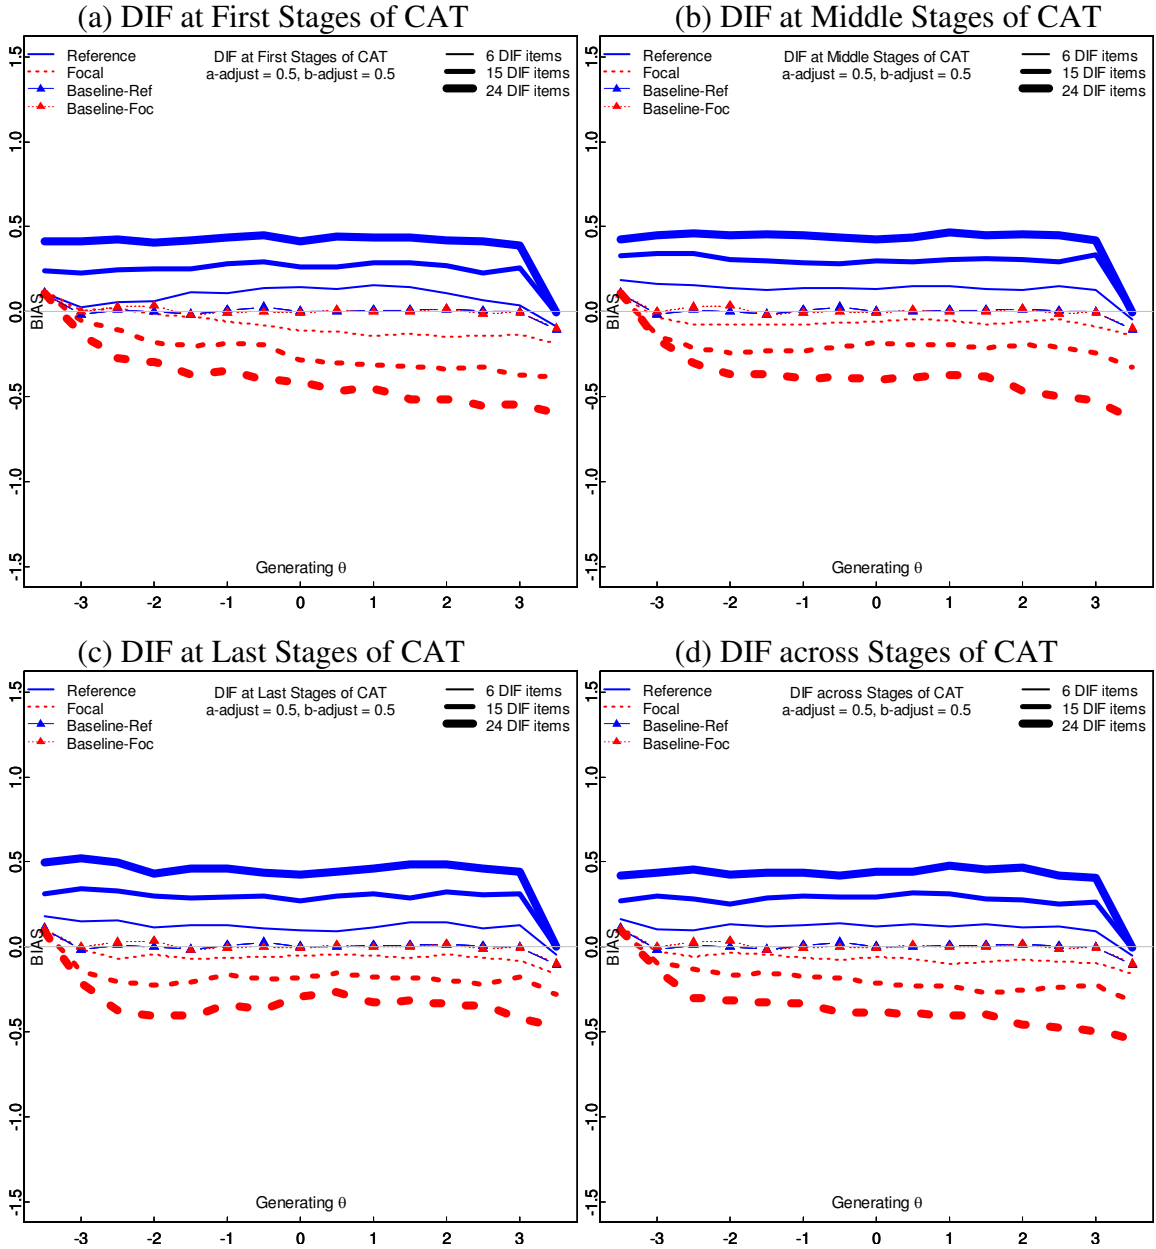 (a) DIF at First Stages of CAT
Reference
Focal
Baseline-Ref
Baseline-Foc
DIF at First Stages of CAT
a-adjust = 0.5, b-adjust = 0.5
6 DIF items
15 DIF items
24 DIF items
1.5
1.0
0.5
0.0
-0.5
-1.0
-1.5
BIAS
Generating θ
-3 -2 -1 0 1 2 3
(b) DIF at Middle Stages of CAT
Reference
Focal
Baseline-Ref
Baseline-Foc
DIF at Middle Stages of CAT
a-adjust = 0.5, b-adjust = 0.5
6 DIF items
15 DIF items
24 DIF items
1.5
1.0
0.5
0.0
-0.5
-1.0
-1.5
BIAS
Generating θ
-3 -2 -1 0 1 2 3
(c) DIF at Last Stages of CAT
Reference
Focal
Baseline-Ref
Baseline-Foc
DIF at Last Stages of CAT
a-adjust = 0.5, b-adjust = 0.5
6 DIF items
15 DIF items
24 DIF items
1.5
1.0
0.5
0.0
-0.5
-1.0
-1.5
BIAS
Generating θ
-3 -2 -1 0 1 2 3
(d) DIF across Stages of CAT
Reference
Focal
Baseline-Ref
Baseline-Foc
DIF across Stages of CAT
a-adjust = 0.5, b-adjust = 0.5
6 DIF items
15 DIF items
24 DIF items
1.5
1.0
0.5
0.0
-0.5
-1.0
-1.5
BIAS
Generating θ
-3 -2 -1 0 1 2 3